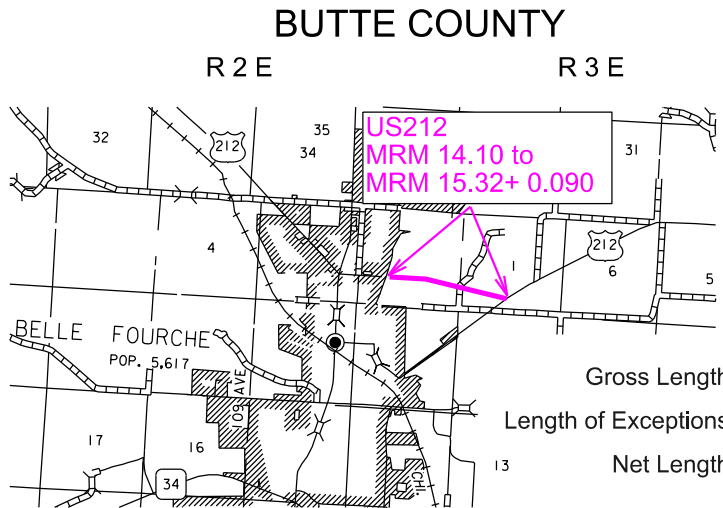 BUTTE COUNTY
R 2 E
R 3 E
32
35
34
31
212
US212
MRM 14.10 to
MRM 15.32+ 0.090
4
1
212
6
5
BELLE FOURCHE
POP. 5,617
109 AVE
Gross Length
Length of Exceptions
Net Length
17
16
13
34
1
CH.